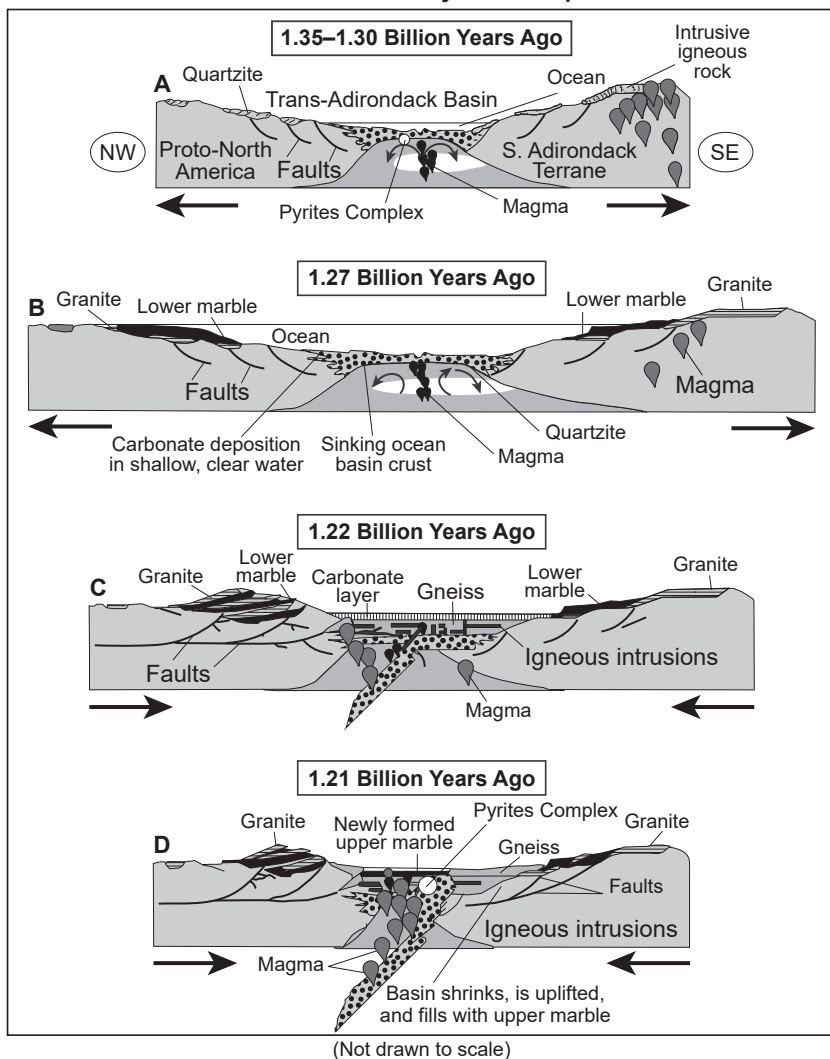 1.35–1.30 Billion Years Ago
A
Quartzite
Trans-Adirondack Basin
Ocean
Intrusive
igneous
rock
NW
Proto-North
America
Faults
S. Adirondack
Terrane
SE
Pyrites Complex
Magma
1.27 Billion Years Ago
B
Granite
Lower marble
Ocean
Lower marble
Granite
Faults
Magma
Carbonate deposition
in shallow, clear water
Sinking ocean
basin crust
Quartzite
Magma
1.22 Billion Years Ago
C
Granite
Lower
marble
Carbonate
layer
Gneiss
Lower
marble
Granite
Faults
Igneous intrusions
Magma
1.21 Billion Years Ago
D
Granite
Newly formed
upper marble
Pyrites Complex
Gneiss
Granite
Faults
Igneous intrusions
Magma
Basin shrinks, is uplifted,
and fills with upper marble
(Not drawn to scale)